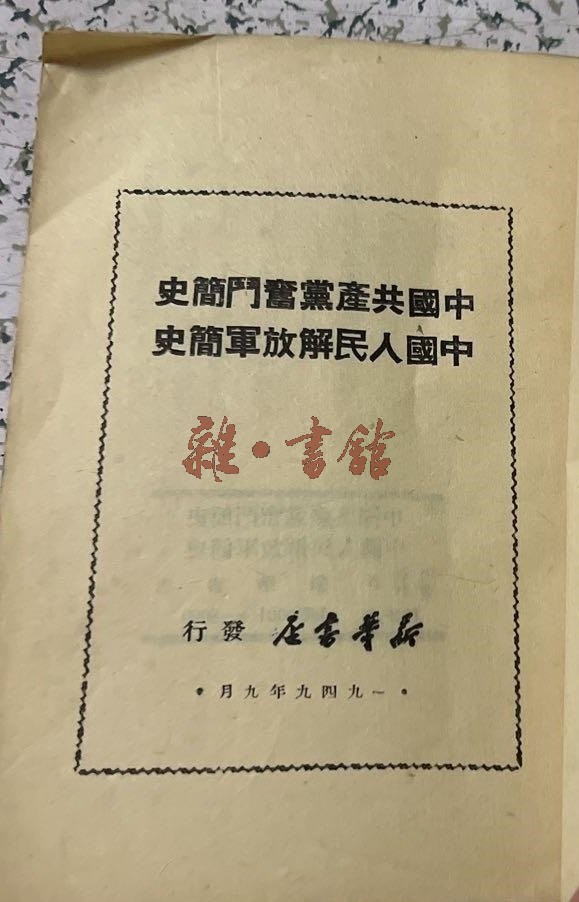 中國共產黨奮鬥簡史
中國人民解放軍簡史
雜·書舘
新華書店 發行
·一九四九年九月·